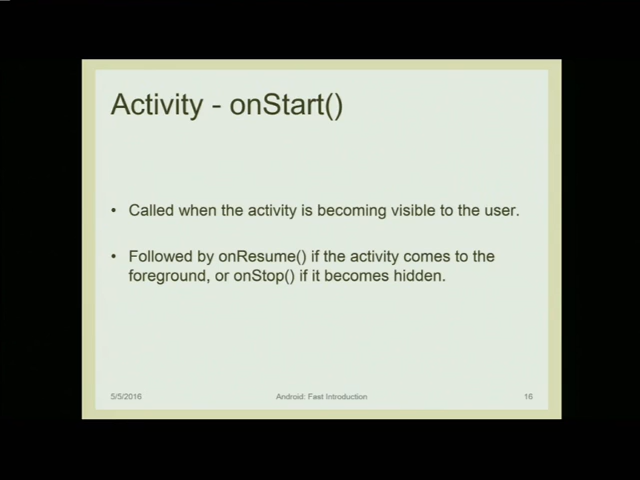 Activity - onStart()
• Called when the activity is becoming visible to the user.
• Followed by onResume() if the activity comes to the
foreground, or onStop() if it becomes hidden.
5/5/2016 Android: Fast Introduction 16